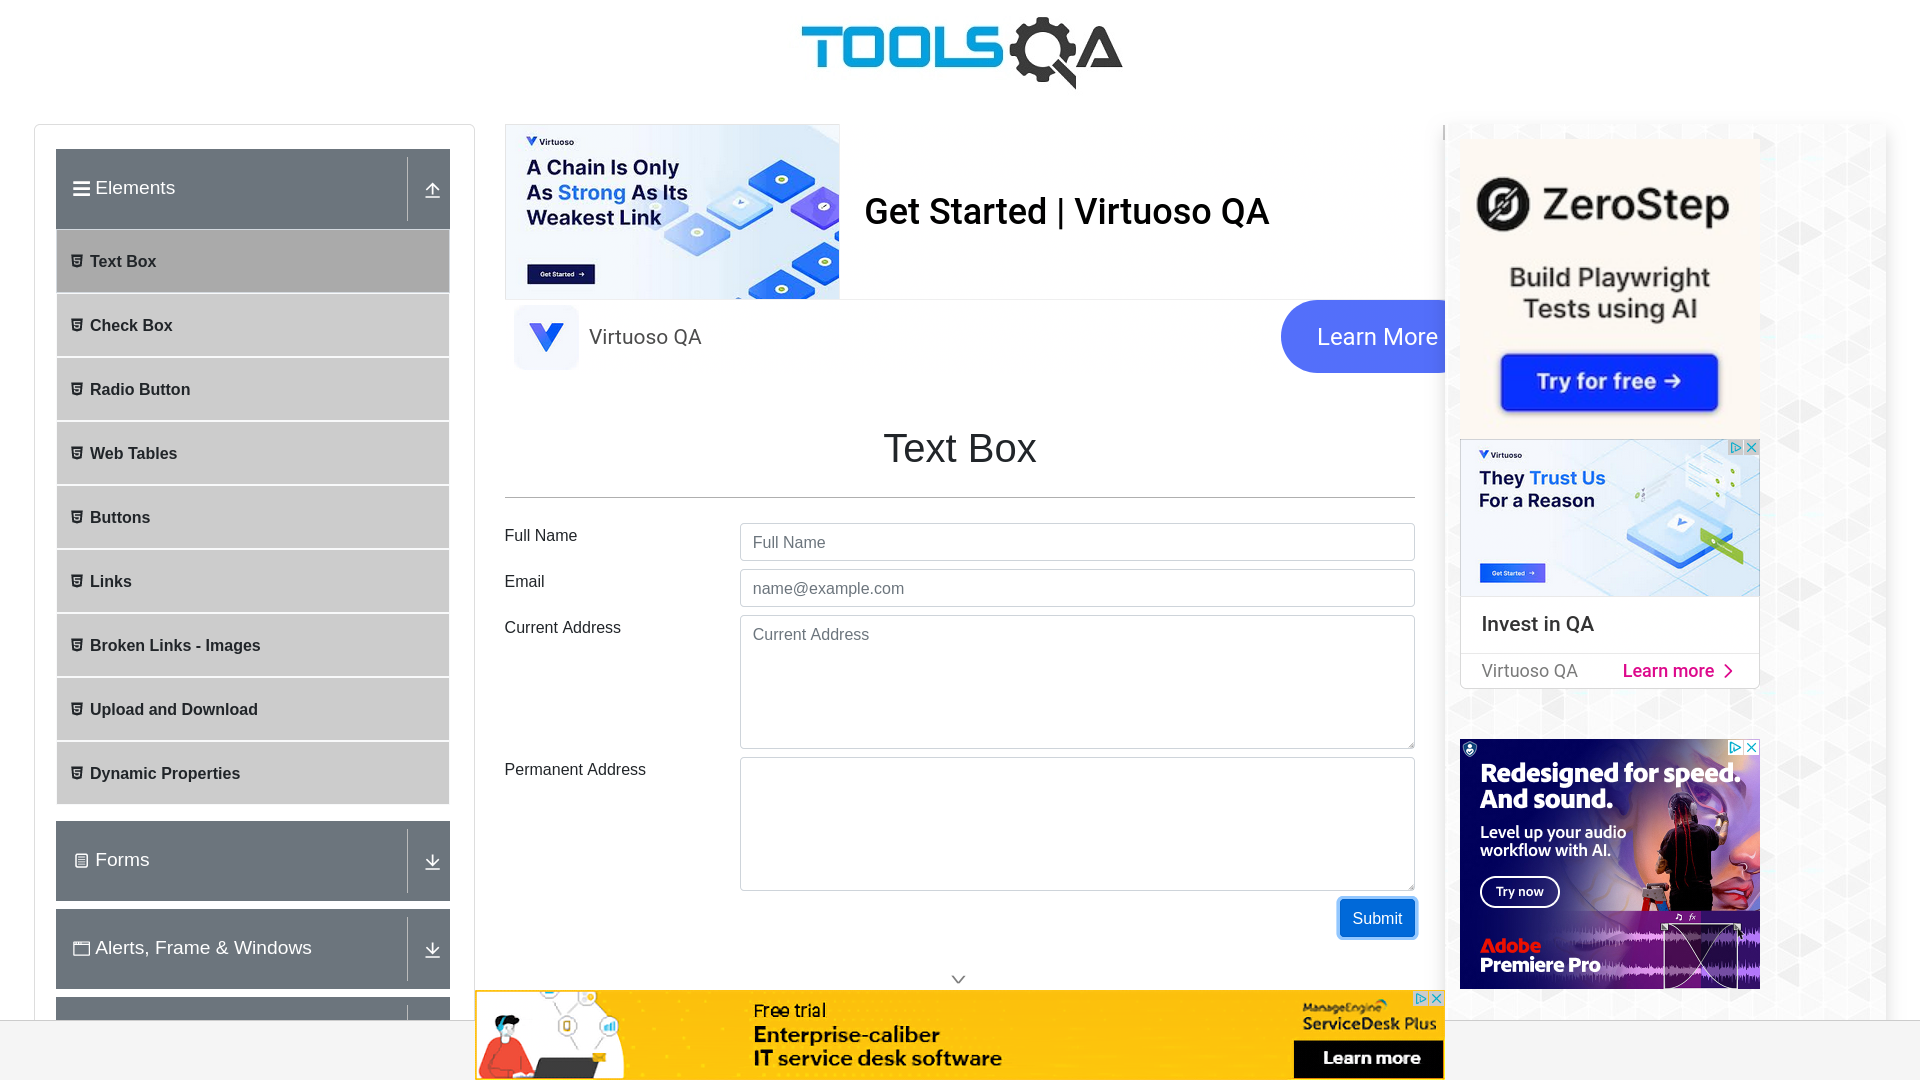 TOOLSQA
Elements
Text Box
Check Box
Radio Button
Web Tables
Buttons
Links
Broken Links - Images
Upload and Download
Dynamic Properties
Forms
Alerts, Frame & Windows
Virtuoso
A Chain Is Only
As Strong As Its
Weakest Link
Get Started →
Get Started | Virtuoso QA
Virtuoso QA
Learn More
Text Box
Full Name
Full Name
Email
name@example.com
Current Address
Current Address
Permanent Address
Submit
ZeroStep
Build Playwright
Tests using AI
Try for free →
Virtuoso
They Trust Us
For a Reason
Get Started →
Invest in QA
Virtuoso QA
Learn more
Redesigned for speed.
And sound.
Level up your audio
workflow with AI.
Try now
fx
Adobe
Premiere Pro
Free trial
Enterprise-caliber
IT service desk software
ManageEngine
ServiceDesk Plus
Learn more